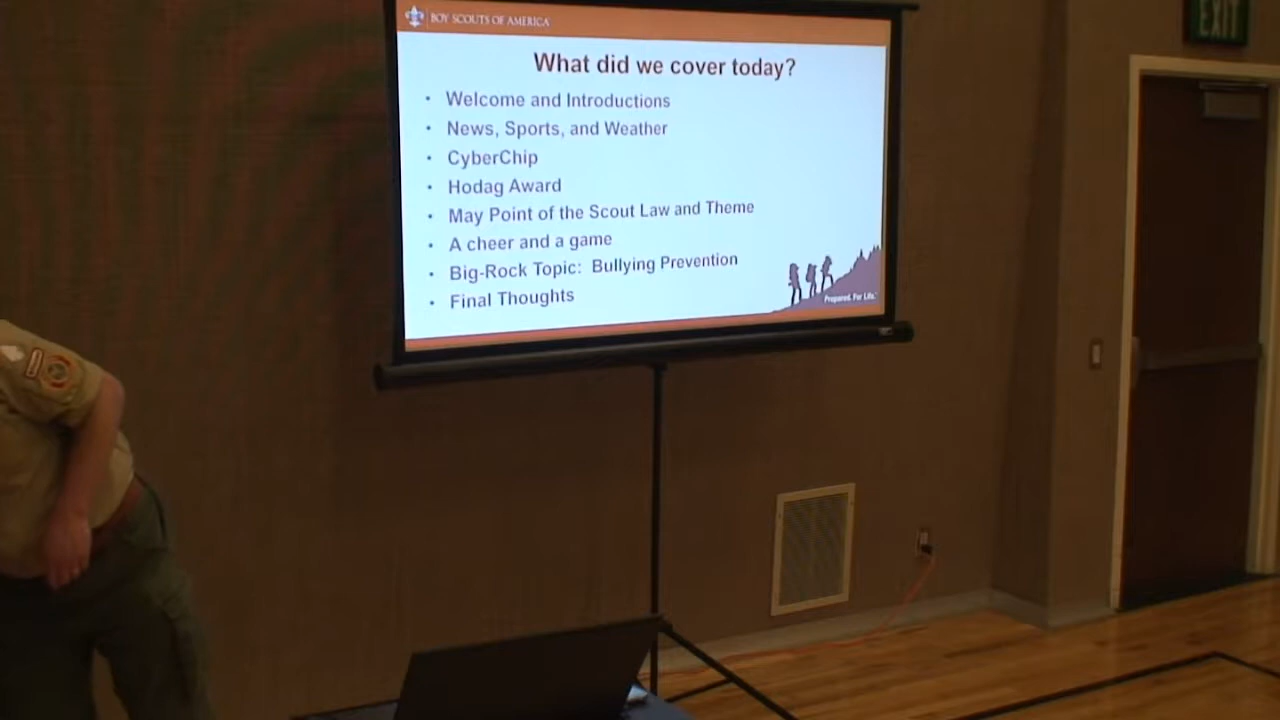 BOY SCOUTS OF AMERICA
EXIT
What did we cover today?
• Welcome and Introductions
• News, Sports, and Weather
• CyberChip
• Hodag Award
• May Point of the Scout Law and Theme
• A cheer and a game
• Big-Rock Topic: Bullying Prevention
• Final Thoughts
Prepared. For Life.™